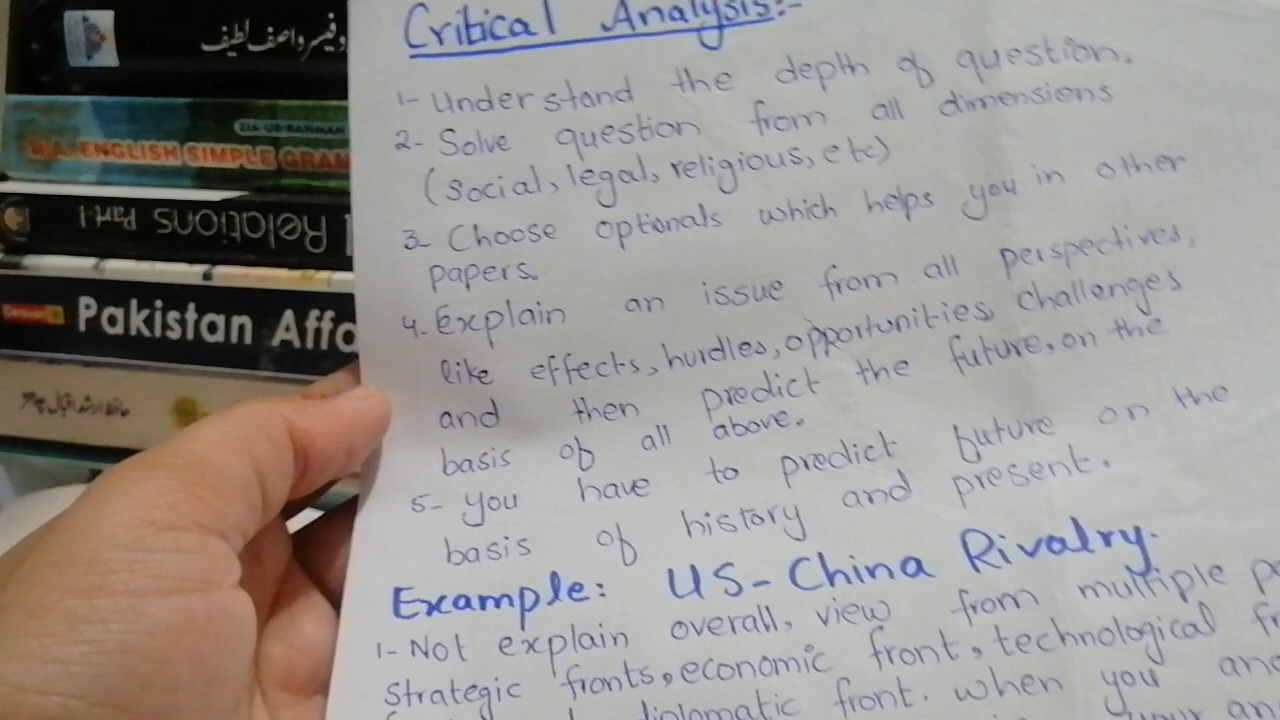 وفیسر واصف لطیف
ZIA-UR-RAHMAN
B.A. ENGLISH SIMPLE GRAM
Relations Part-I
Pakistan Affa
Critical Analysis:-
1- Understand the depth of question.
2- Solve question from all dimensions
(social, legal, religious, etc)
3- Choose optionals which helps you in other
papers.
4- Explain an issue from all perspectives,
like effects, hurdles, opportunities, challenges
and then predict the future, on the
basis of all above.
5- you have to predict future on the
basis of history and present.
Example: US-China Rivalry.
1- Not explain overall, view from multiple
strategic fronts, economic front, technological
diplomatic front. when you